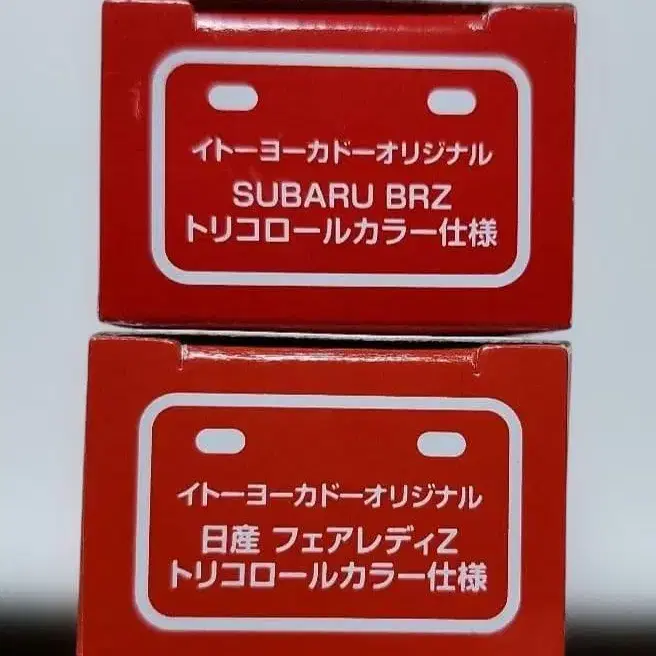 イトーヨーカドーオリジナル
SUBARU BRZ
トリコロールカラー仕様
イトーヨーカドーオリジナル
日産 フェアレディZ
トリコロールカラー仕様